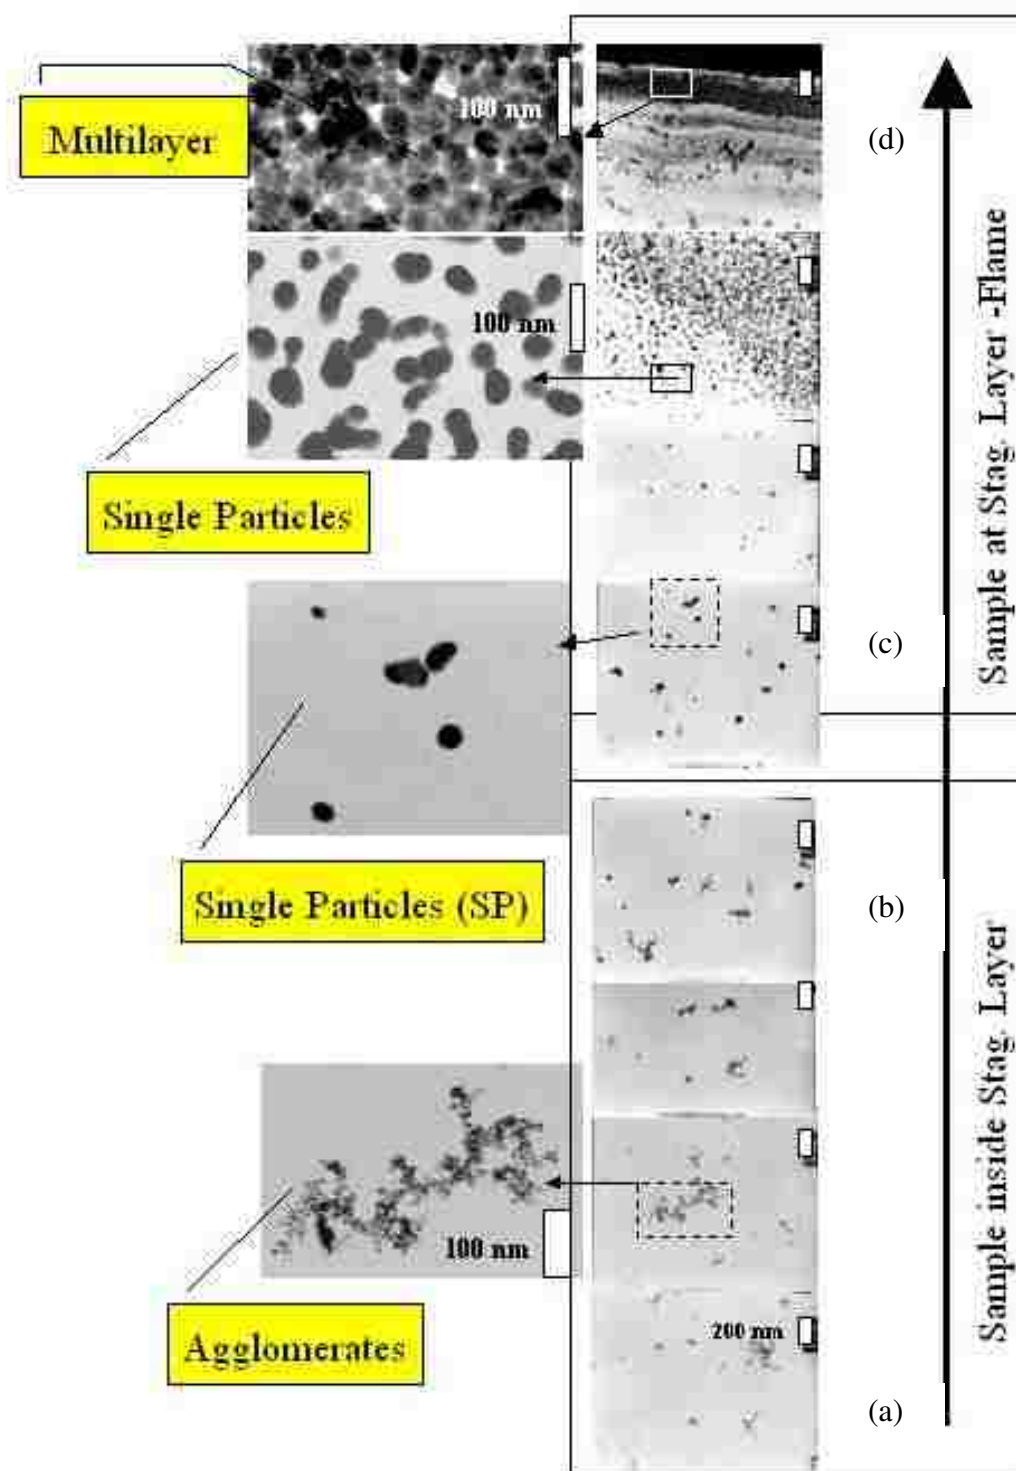 100 nm
Multilayer
(d)
100 nm
Single Particles
Sample at Stag. Layer -Flame
(c)
Single Particles (SP)
(b)
Sample inside Stag. Layer
100 nm
200 nm
Agglomerates
(a)